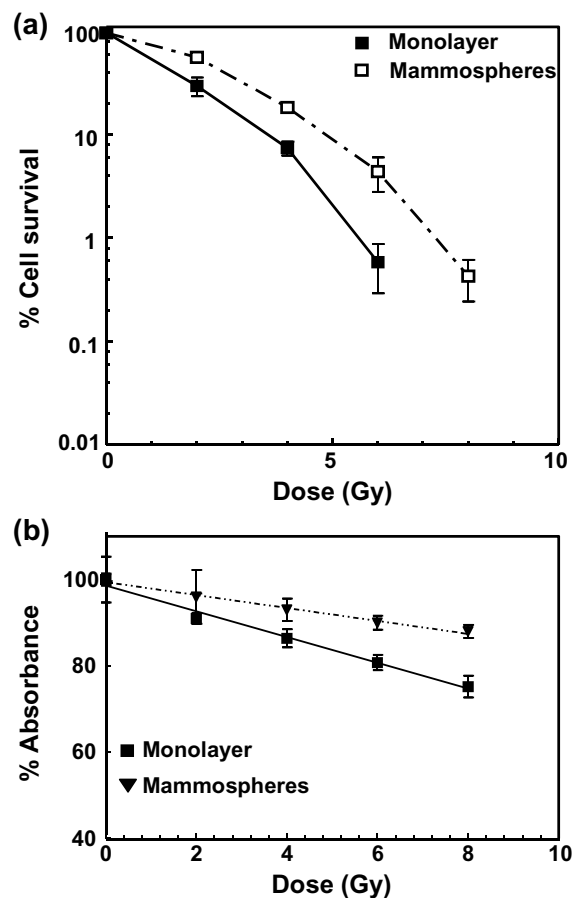 (a)
100
10
1
0.1
0.01
% Cell survival
Monolayer
Mammospheres
0
5
10
Dose (Gy)
(b)
100
80
60
40
% Absorbance
Monolayer
Mammospheres
0
2
4
6
8
10
Dose (Gy)